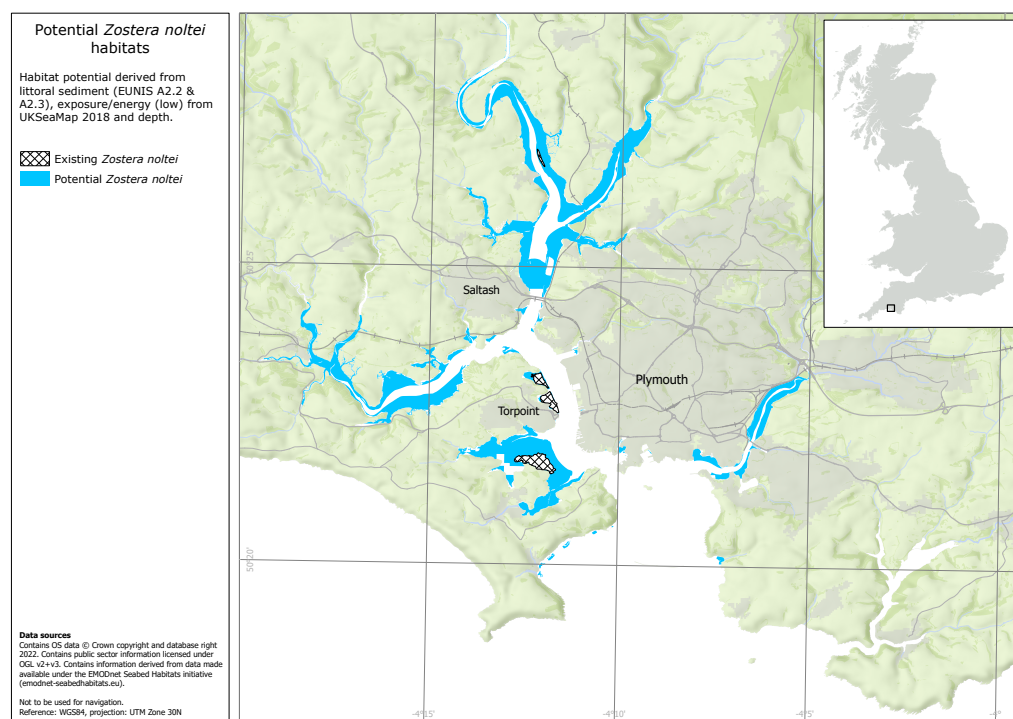 Potential Zostera noltei
habitats
Habitat potential derived from
littoral sediment (EUNIS A2.2 &
A2.3), exposure/energy (low) from
UKSeaMap 2018 and depth.
Existing Zostera noltei
Potential Zostera noltei
Data sources
Contains OS data © Crown copyright and database right
2022. Contains public sector information licensed under
OGL v2+v3. Contains information derived from data made
available under the EMODnet Seabed Habitats initiative
(emodnet-seabedhabitats.eu).
Not to be used for navigation.
Reference: WGS84, projection: UTM Zone 30N
Saltash
Plymouth
Torpoint
50°25'
50°20'
-4°15'
-4°10'
-4°5'
-4°